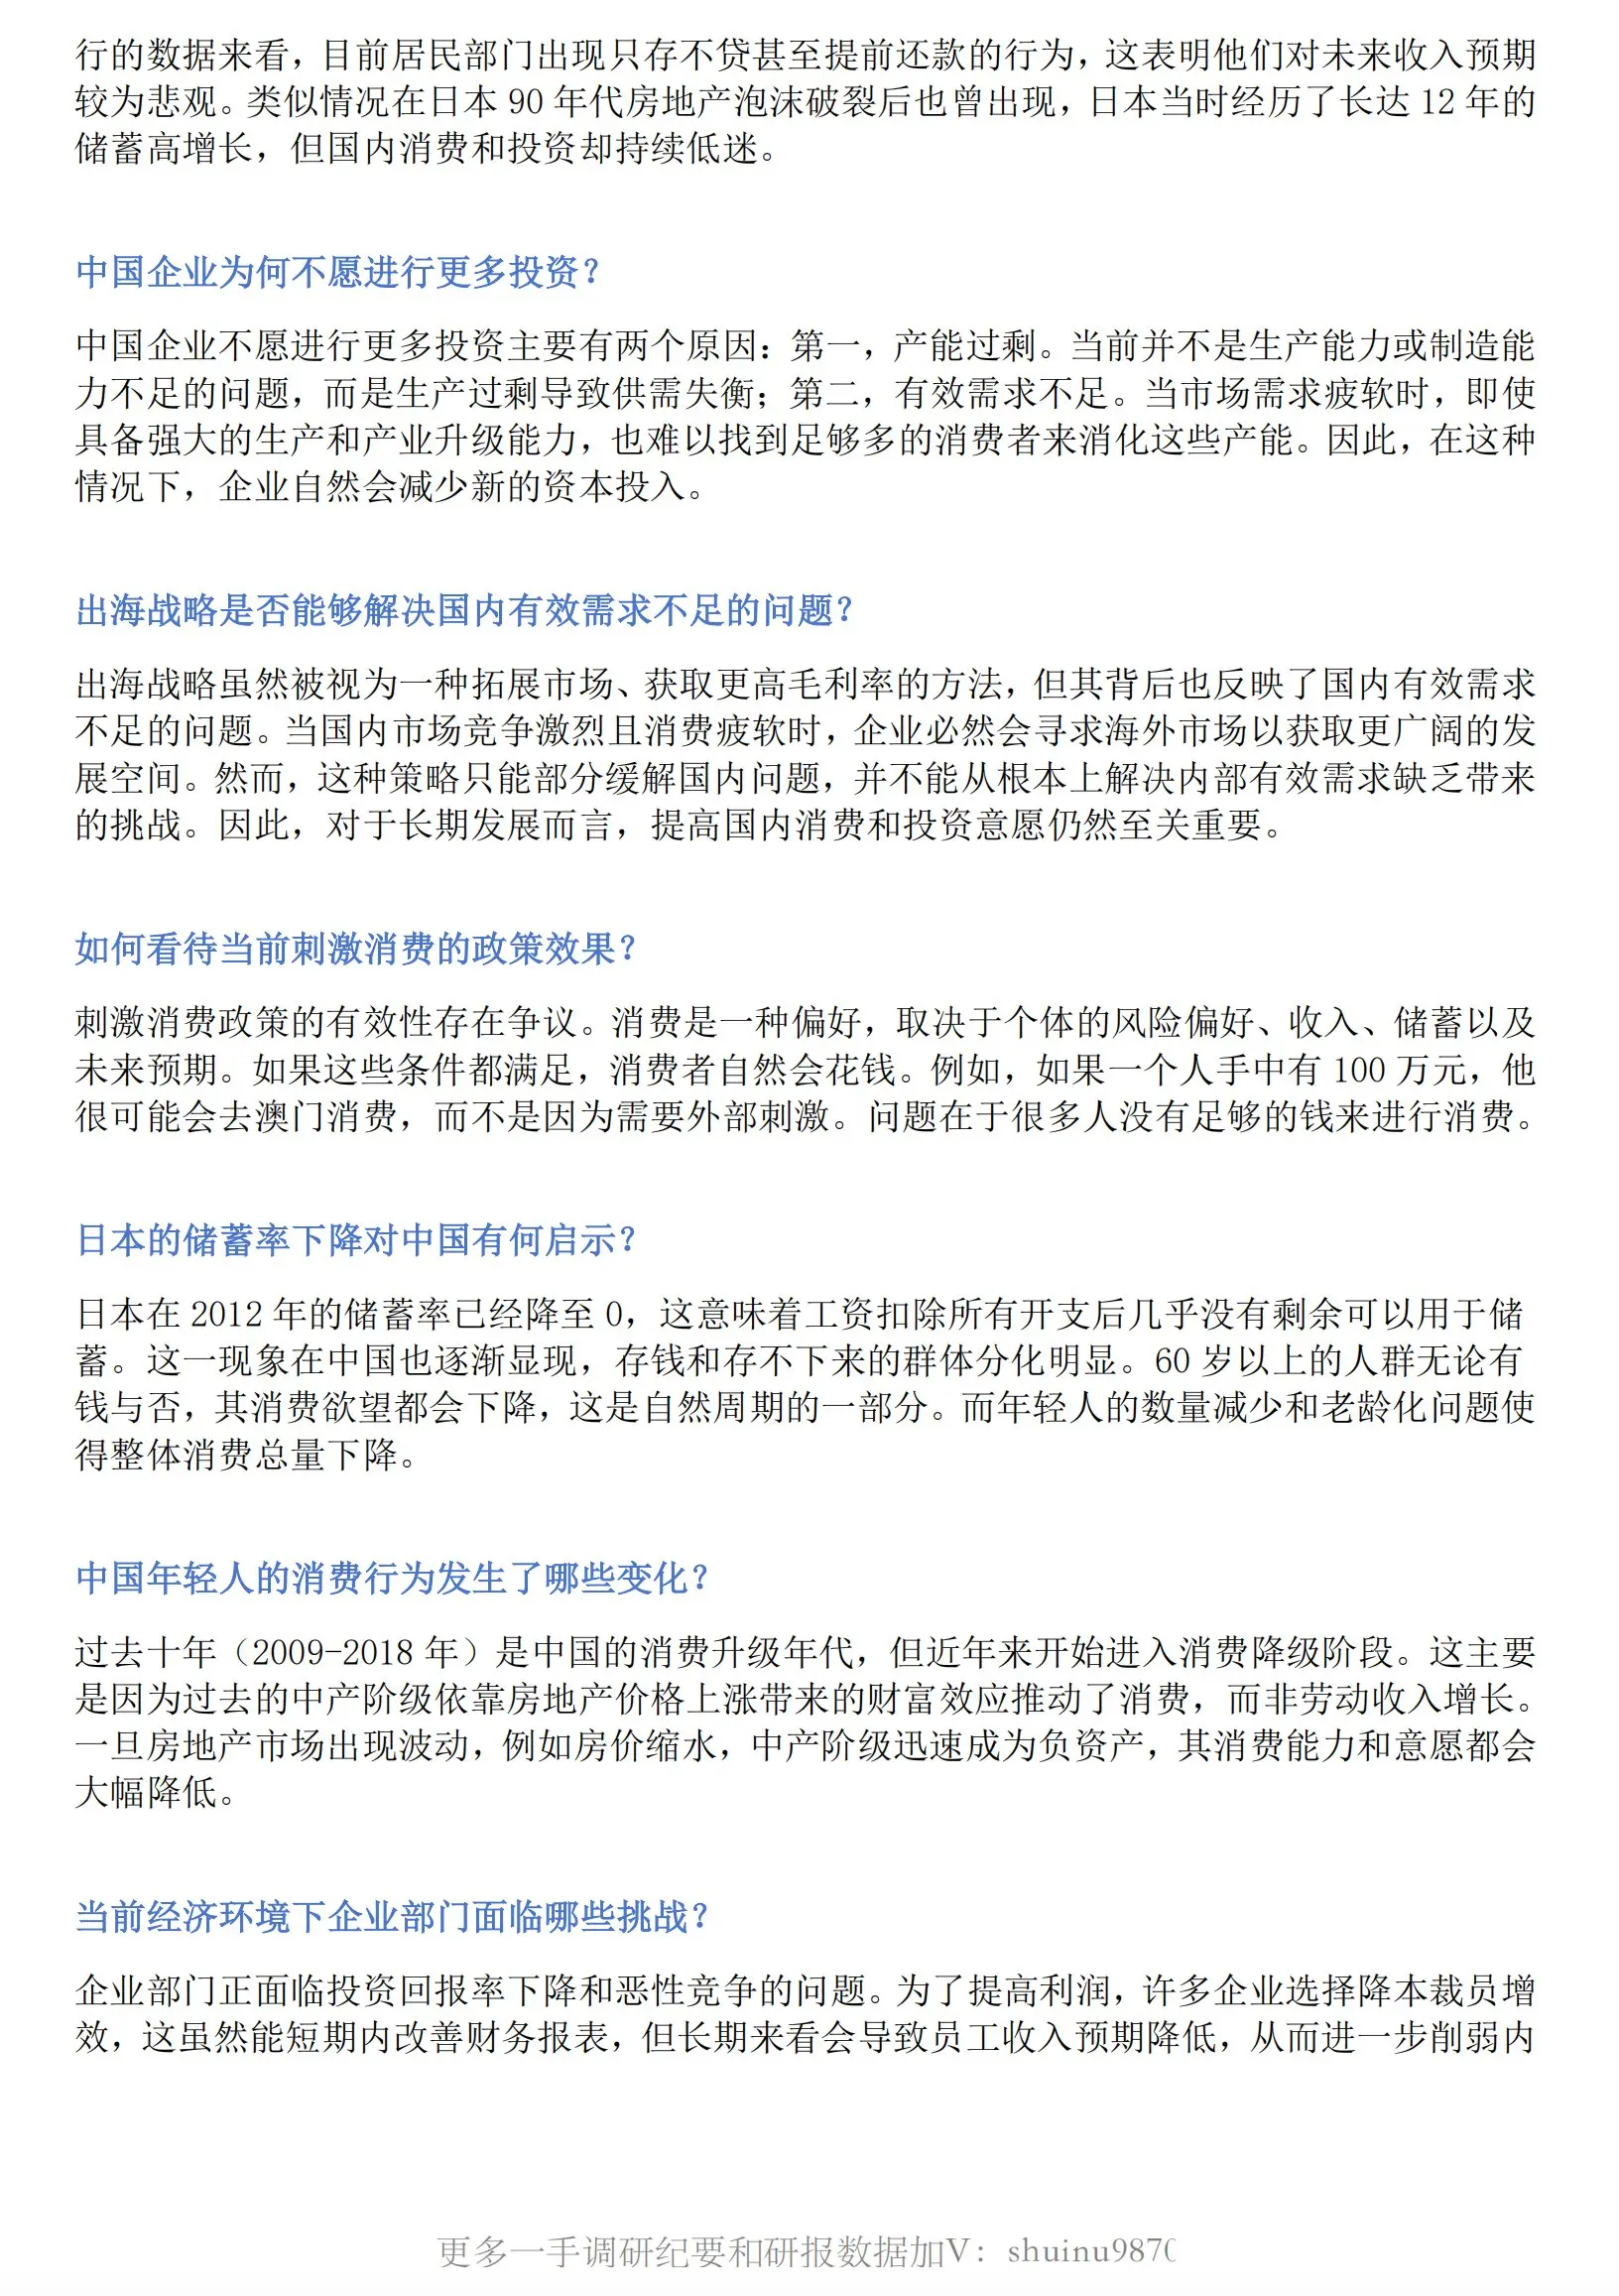 行的数据来看，目前居民部门出现只存不贷甚至提前还款的行为，这表明他们对未来收入预期
较为悲观。类似情况在日本 90 年代房地产泡沫破裂后也曾出现，日本当时经历了长达 12 年的
储蓄高增长，但国内消费和投资却持续低迷。
中国企业为何不愿进行更多投资？
中国企业不愿进行更多投资主要有两个原因：第一，产能过剩。当前并不是生产能力或制造能
力不足的问题，而是生产过剩导致供需失衡；第二，有效需求不足。当市场需求疲软时，即使
具备强大的生产和产业升级能力，也难以找到足够多的消费者来消化这些产能。因此，在这种
情况下，企业自然会减少新的资本投入。
出海战略是否能够解决国内有效需求不足的问题？
出海战略虽然被视为一种拓展市场、获取更高毛利率的方法，但其背后也反映了国内有效需求
不足的问题。当国内市场竞争激烈且消费疲软时，企业必然会寻求海外市场以获取更广阔的发
展空间。然而，这种策略只能部分缓解国内问题，并不能从根本上解决内部有效需求缺乏带来
的挑战。因此，对于长期发展而言，提高国内消费和投资意愿仍然至关重要。
如何看待当前刺激消费的政策效果？
刺激消费政策的有效性存在争议。消费是一种偏好，取决于个体的风险偏好、收入、储蓄以及
未来预期。如果这些条件都满足，消费者自然会花钱。例如，如果一个人手中有 100 万元，他
很可能会去澳门消费，而不是因为需要外部刺激。问题在于很多人没有足够的钱来进行消费。
日本的储蓄率下降对中国有何启示？
日本在 2012 年的储蓄率已经降至 0，这意味着工资扣除所有开支后几乎没有剩余可以用于储
蓄。这一现象在中国也逐渐显现，存钱和存不下来的群体分化明显。60 岁以上的人群无论有
钱与否，其消费欲望都会下降，这是自然周期的一部分。而年轻人的数量减少和老龄化问题使
得整体消费总量下降。
中国年轻人的消费行为发生了哪些变化？
过去十年（2009-2018 年）是中国的消费升级年代，但近年来开始进入消费降级阶段。这主要
是因为过去的中产阶级依靠房地产价格上涨带来的财富效应推动了消费，而非劳动收入增长。
一旦房地产市场出现波动，例如房价缩水，中产阶级迅速成为负资产，其消费能力和意愿都会
大幅降低。
当前经济环境下企业部门面临哪些挑战？
企业部门正面临投资回报率下降和恶性竞争的问题。为了提高利润，许多企业选择降本裁员增
效，这虽然能短期内改善财务报表，但长期来看会导致员工收入预期降低，从而进一步削弱内
更多一手调研纪要和研报数据加V：shuinu9870